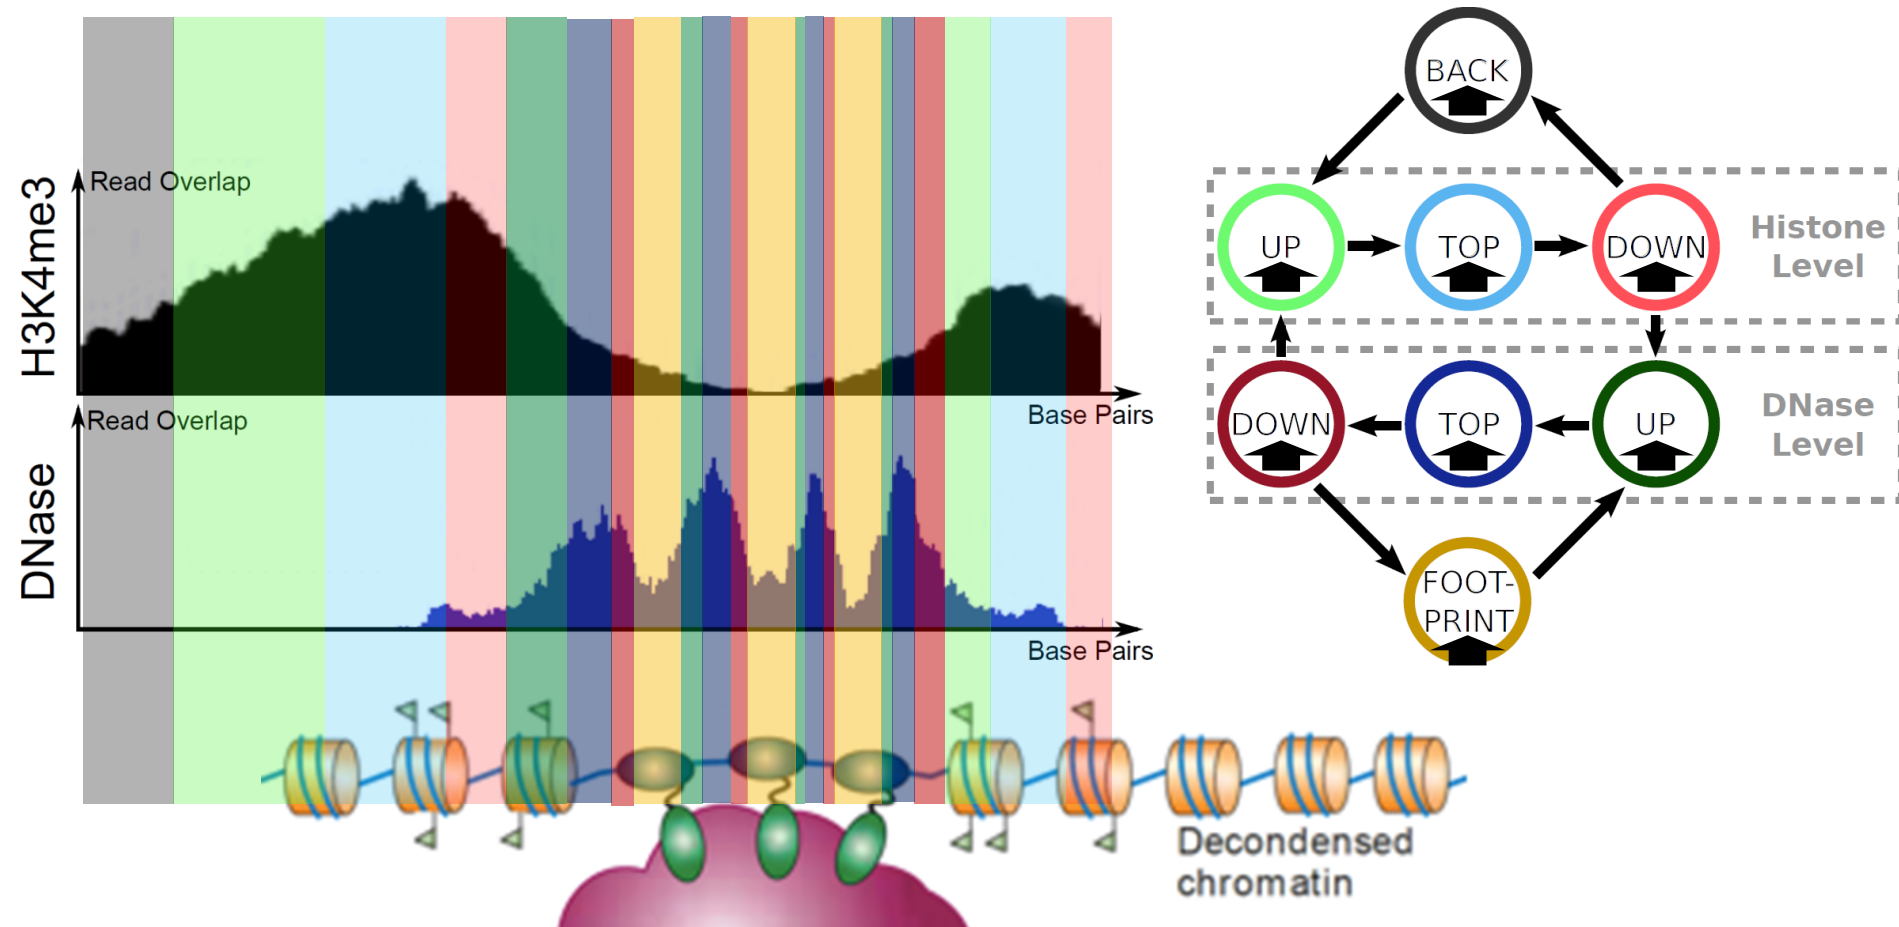 H3K4me3
Read Overlap
Base Pairs
DNase
Read Overlap
Base Pairs
Decondensed
chromatin
BACK
UP
TOP
DOWN
Histone
Level
DOWN
TOP
UP
DNase
Level
FOOT-
PRINT